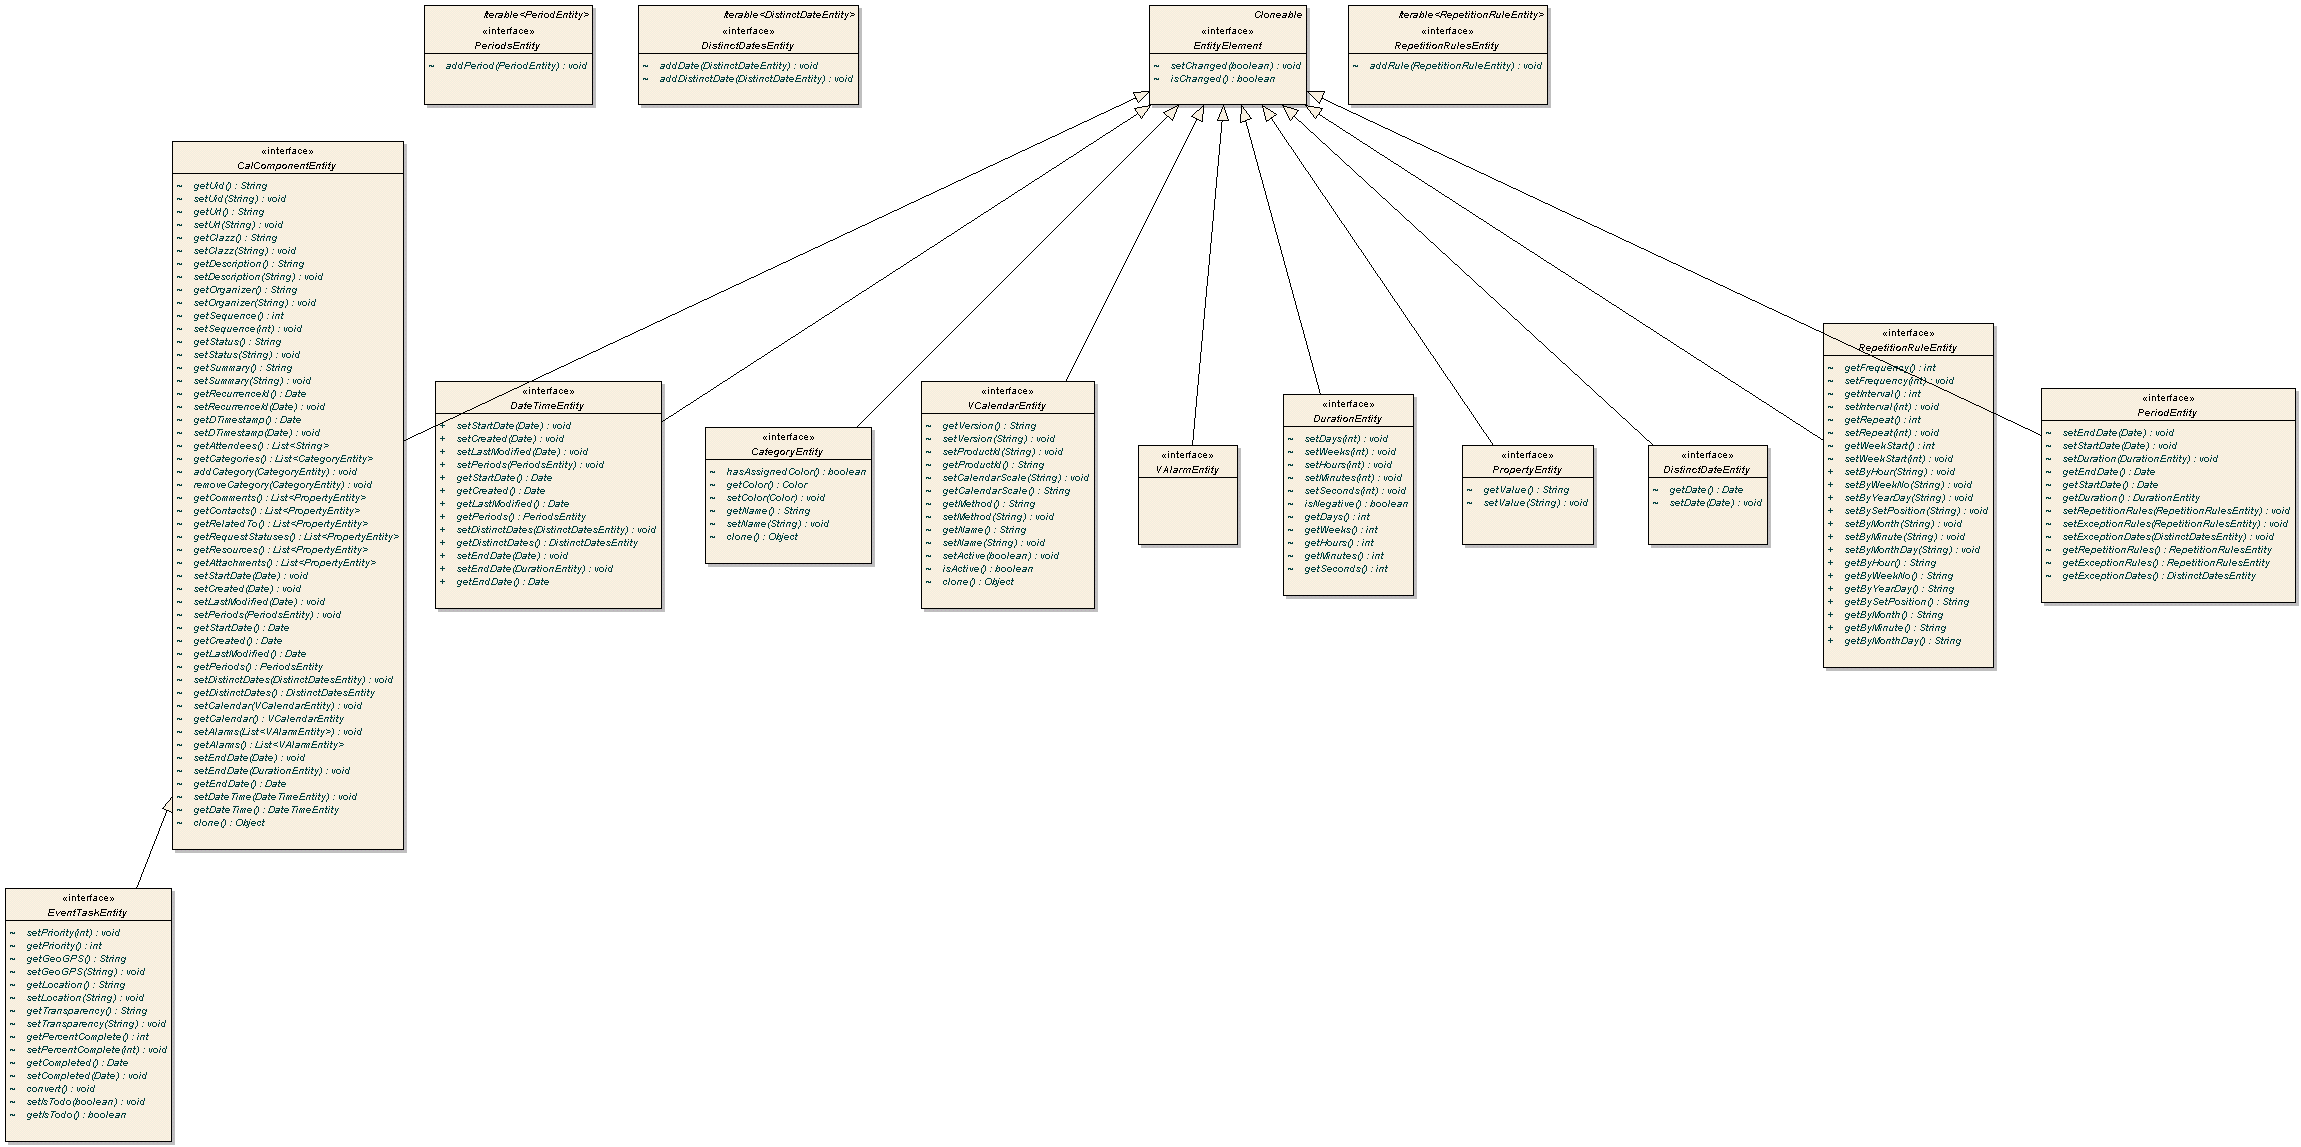 Iterable<PeriodEntity>
«interface»
PeriodsEntity
~ addPeriod(PeriodEntity) : void
Iterable<DistinctDateEntity>
«interface»
DistinctDatesEntity
~ addDate(DistinctDateEntity) : void
~ addDistinctDate(DistinctDateEntity) : void
Cloneable
«interface»
EntityElement
~ setChanged(boolean) : void
~ isChanged() : boolean
Iterable<RepetitionRuleEntity>
«interface»
RepetitionRulesEntity
~ addRule(RepetitionRuleEntity) : void
«interface»
CalComponentEntity
~ getUid() : String
~ setUid(String) : void
~ getUrl() : String
~ setUrl(String) : void
~ getClazz() : String
~ setClazz(String) : void
~ getDescription() : String
~ setDescription(String) : void
~ getOrganizer() : String
~ setOrganizer(String) : void
~ getSequence() : int
~ setSequence(int) : void
~ getStatus() : String
~ setStatus(String) : void
~ getSummary() : String
~ setSummary(String) : void
~ getRecurrenceId() : Date
~ setRecurrenceId(Date) : void
~ getDTimestamp() : Date
~ setDTimestamp(Date) : void
~ getAttendees() : List<String>
~ getCategories() : List<CategoryEntity>
~ addCategory(CategoryEntity) : void
~ removeCategory(CategoryEntity) : void
~ getComments() : List<PropertyEntity>
~ getContacts() : List<PropertyEntity>
~ getRelatedTo() : List<PropertyEntity>
~ getRequestStatuses() : List<PropertyEntity>
~ getResources() : List<PropertyEntity>
~ getAttachments() : List<PropertyEntity>
~ setStartDate(Date) : void
~ setCreated(Date) : void
~ setLastModified(Date) : void
~ setPeriods(PeriodsEntity) : void
~ getStartDate() : Date
~ getCreated() : Date
~ getLastModified() : Date
~ getPeriods() : PeriodsEntity
~ setDistinctDates(DistinctDatesEntity) : void
~ getDistinctDates() : DistinctDatesEntity
~ setCalendar(VCalendarEntity) : void
~ getCalendar() : VCalendarEntity
~ setAlarms(List<VAlarmEntity>) : void
~ getAlarms() : List<VAlarmEntity>
~ setEndDate(Date) : void
~ setEndDate(DurationEntity) : void
~ getEndDate() : Date
~ setDateTime(DateTimeEntity) : void
~ getDateTime() : DateTimeEntity
~ clone() : Object
«interface»
DateTimeEntity
+ setStartDate(Date) : void
+ setCreated(Date) : void
+ setLastModified(Date) : void
+ setPeriods(PeriodsEntity) : void
+ getStartDate() : Date
+ getCreated() : Date
+ getLastModified() : Date
+ getPeriods() : PeriodsEntity
+ setDistinctDates(DistinctDatesEntity) : void
+ getDistinctDates() : DistinctDatesEntity
+ setEndDate(Date) : void
+ setEndDate(DurationEntity) : void
+ getEndDate() : Date
«interface»
CategoryEntity
~ hasAssignedColor() : boolean
~ getColor() : Color
~ setColor(Color) : void
~ getName() : String
~ setName(String) : void
~ clone() : Object
«interface»
VCalendarEntity
~ getVersion() : String
~ setVersion(String) : void
~ setProductId(String) : void
~ getProductId() : String
~ setCalendarScale(String) : void
~ getCalendarScale() : String
~ getMethod() : String
~ setMethod(String) : void
~ getName() : String
~ setName(String) : void
~ setActive(boolean) : void
~ isActive() : boolean
~ clone() : Object
«interface»
VAlarmEntity
«interface»
DurationEntity
~ setDays(int) : void
~ setWeeks(int) : void
~ setHours(int) : void
~ setMinutes(int) : void
~ setSeconds(int) : void
~ isNegative() : boolean
~ getDays() : int
~ getWeeks() : int
~ getHours() : int
~ getMinutes() : int
~ getSeconds() : int
«interface»
PropertyEntity
~ getValue() : String
~ setValue(String) : void
«interface»
DistinctDateEntity
~ getDate() : Date
~ setDate(Date) : void
«interface»
RepetitionRuleEntity
~ getFrequency() : int
~ setFrequency(int) : void
~ getInterval() : int
~ setInterval(int) : void
~ getRepeat() : int
~ setRepeat(int) : void
~ getWeekStart() : int
~ setWeekStart(int) : void
+ setByHour(String) : void
+ setByWeekNo(String) : void
+ setByYearDay(String) : void
+ setBySetPosition(String) : void
+ setByMonth(String) : void
+ setByMinute(String) : void
+ setByMonthDay(String) : void
+ getByHour() : String
+ getByWeekNo() : String
+ getByYearDay() : String
+ getBySetPosition() : String
+ getByMonth() : String
+ getByMinute() : String
+ getByMonthDay() : String
«interface»
PeriodEntity
~ setEndDate(Date) : void
~ setStartDate(Date) : void
~ setDuration(DurationEntity) : void
~ getEndDate() : Date
~ getStartDate() : Date
~ getDuration() : DurationEntity
~ setRepetitionRules(RepetitionRulesEntity) : void
~ setExceptionRules(RepetitionRulesEntity) : void
~ setExceptionDates(DistinctDatesEntity) : void
~ getRepetitionRules() : RepetitionRulesEntity
~ getExceptionRules() : RepetitionRulesEntity
~ getExceptionDates() : DistinctDatesEntity
«interface»
EventTaskEntity
~ setPriority(int) : void
~ getPriority() : int
~ getGeoGPS() : String
~ setGeoGPS(String) : void
~ getLocation() : String
~ setLocation(String) : void
~ getTransparency() : String
~ setTransparency(String) : void
~ getPercentComplete() : int
~ setPercentComplete(int) : void
~ getCompleted() : Date
~ setCompleted(Date) : void
~ convert() : void
~ setIsTodo(boolean) : void
~ getIsTodo() : boolean